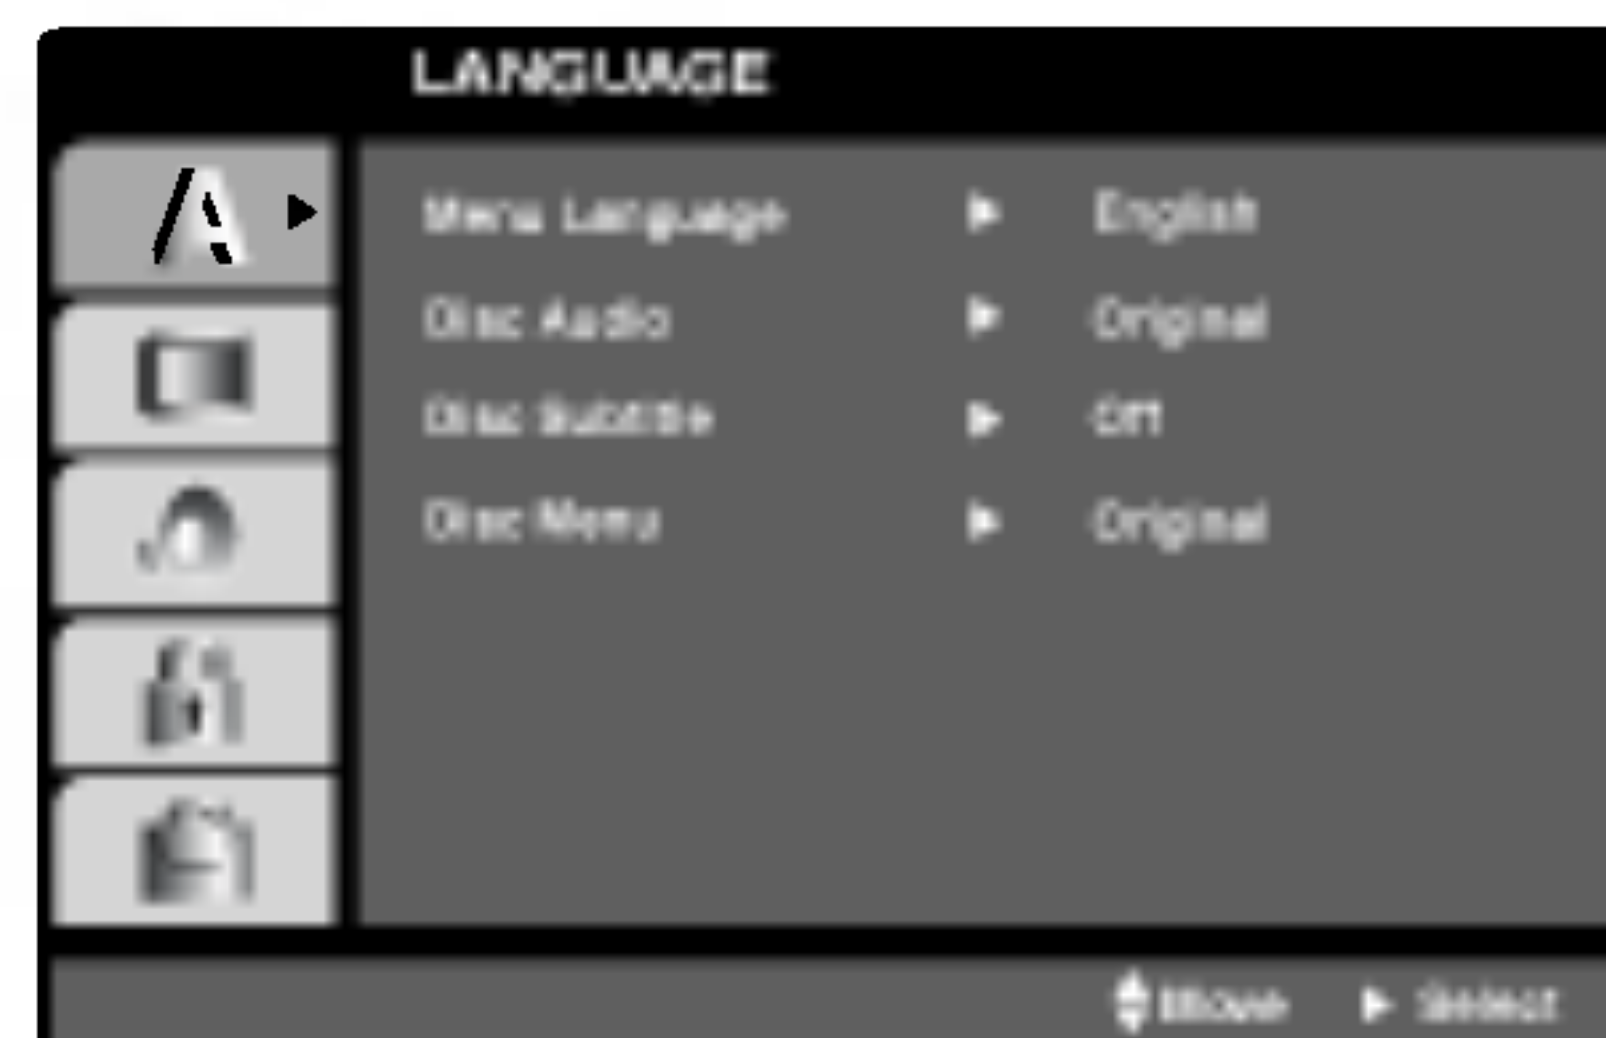 LANGUAGE
Menu Language ► English
Disc Audio ► Original
Disc Subtitle ► Off
Disc Menu ► Original
Move ► Select